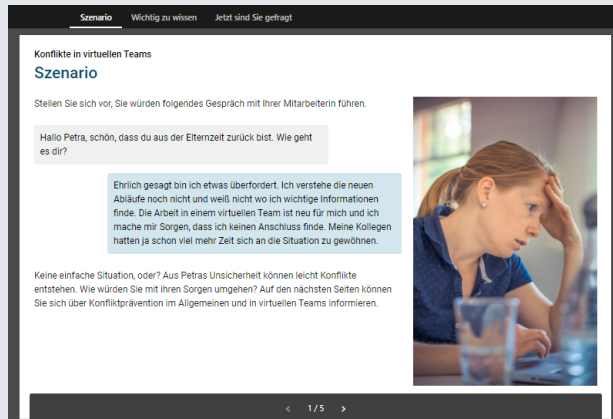 Szenario Wichtig zu wissen Jetzt sind Sie gefragt
Konflikte in virtuellen Teams
Szenario
Stellen Sie sich vor, Sie würden folgendes Gespräch mit Ihrer Mitarbeiterin führen.
Hallo Petra, schön, dass du aus der Elternzeit zurück bist. Wie geht
es dir?
Ehrlich gesagt bin ich etwas überfordert. Ich verstehe die neuen
Abläufe noch nicht und weiß nicht wo ich wichtige Informationen
finde. Die Arbeit in einem virtuellen Team ist neu für mich und ich
mache mir Sorgen, dass ich keinen Anschluss finde. Meine Kollegen
hatten ja schon viel mehr Zeit sich an die Situation zu gewöhnen.
Keine einfache Situation, oder? Aus Petras Unsicherheit können leicht Konflikte
entstehen. Wie würden Sie mit ihren Sorgen umgehen? Auf den nächsten Seiten können
Sie sich über Konfliktprävention im Allgemeinen und in virtuellen Teams informieren.
< 1/5 >